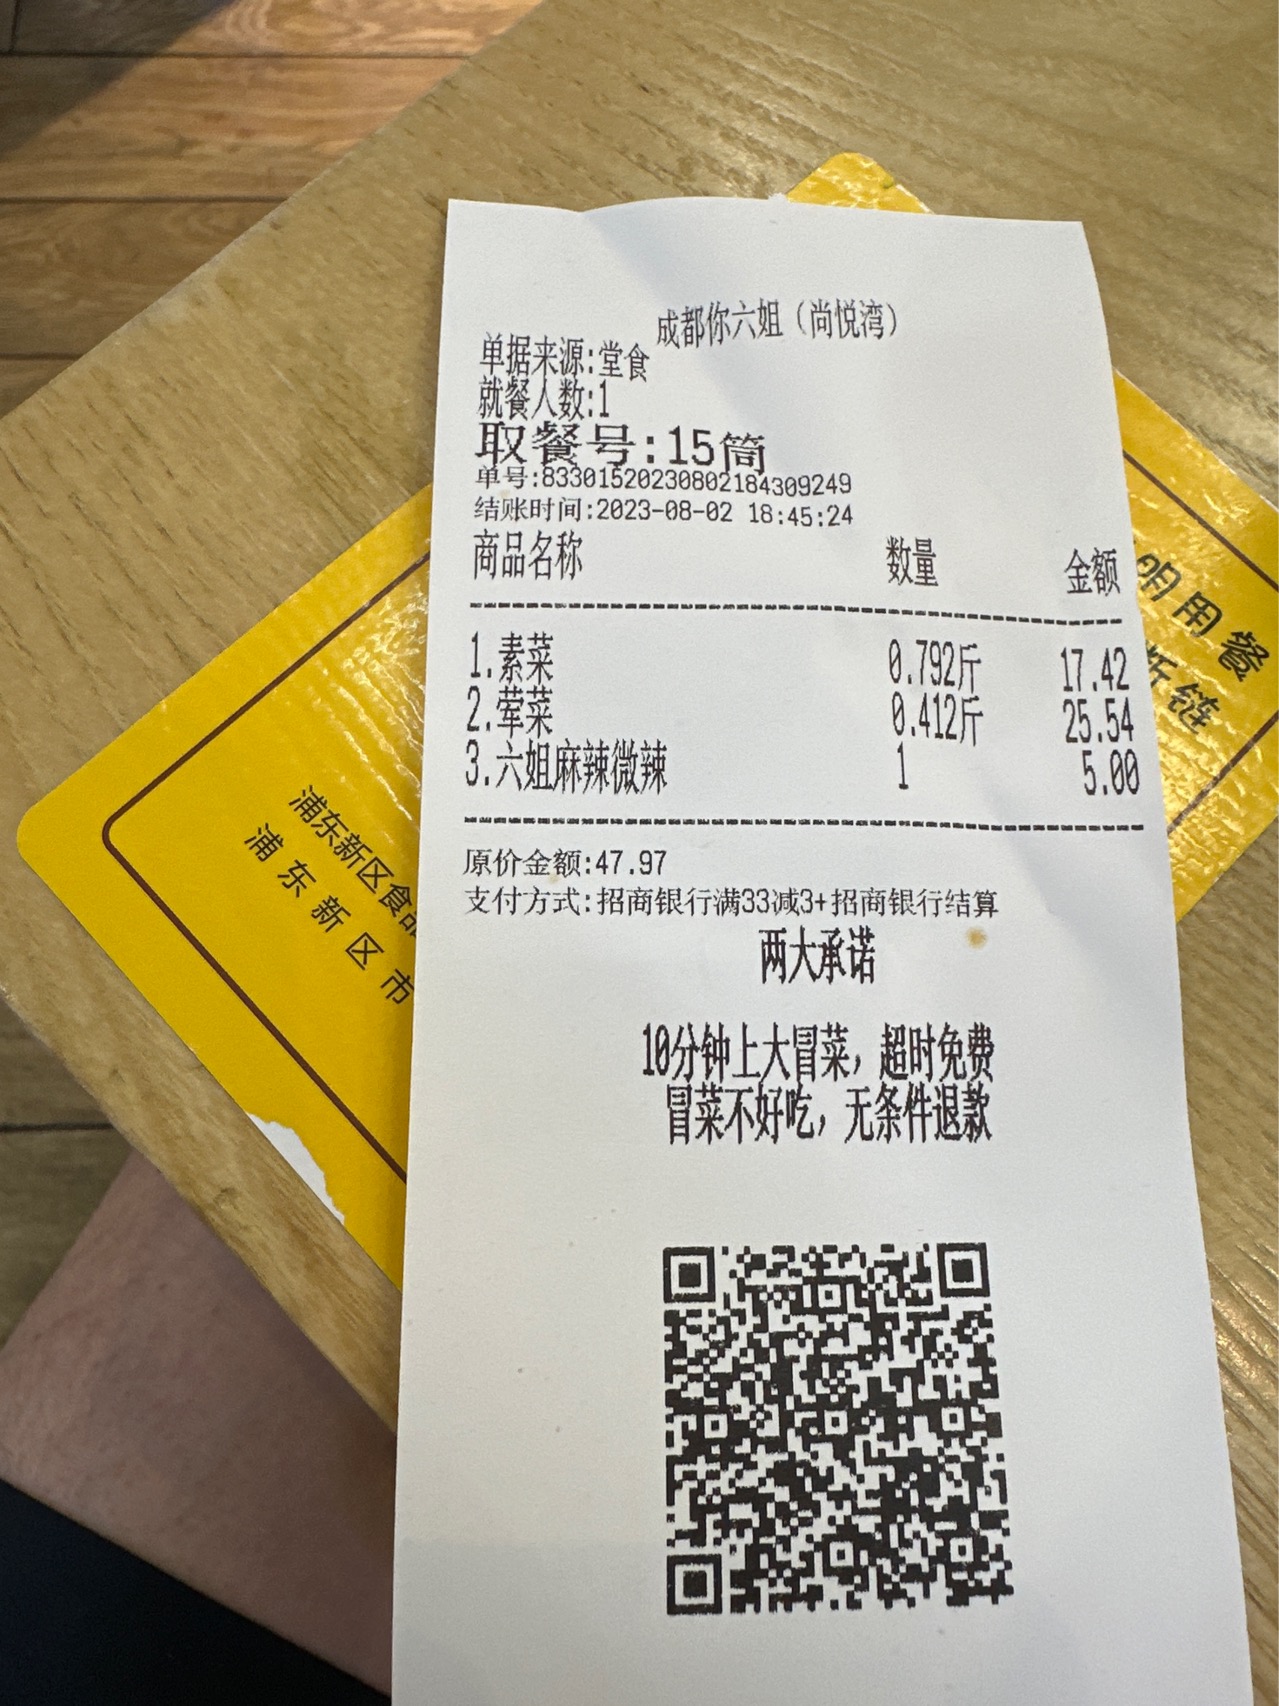 成都你六姐（尚悦湾）
单据来源:堂食
就餐人数:1
取餐号:15筒
单号:833015202308021843092​49
结账时间:2023-08-02 18:45:24
商品名称 数量 金额
1.素菜 0.792斤 17.42
2.荤菜 0.412斤 25.54
3.六姐麻辣微辣 1 5.00
原价金额:47.97
支付方式:招商银行满33减3+招商银行结算
两大承诺
10分钟上大冒菜，超时免费
冒菜不好吃，无条件退款
明用餐
链
浦东新区食品
浦东新区市